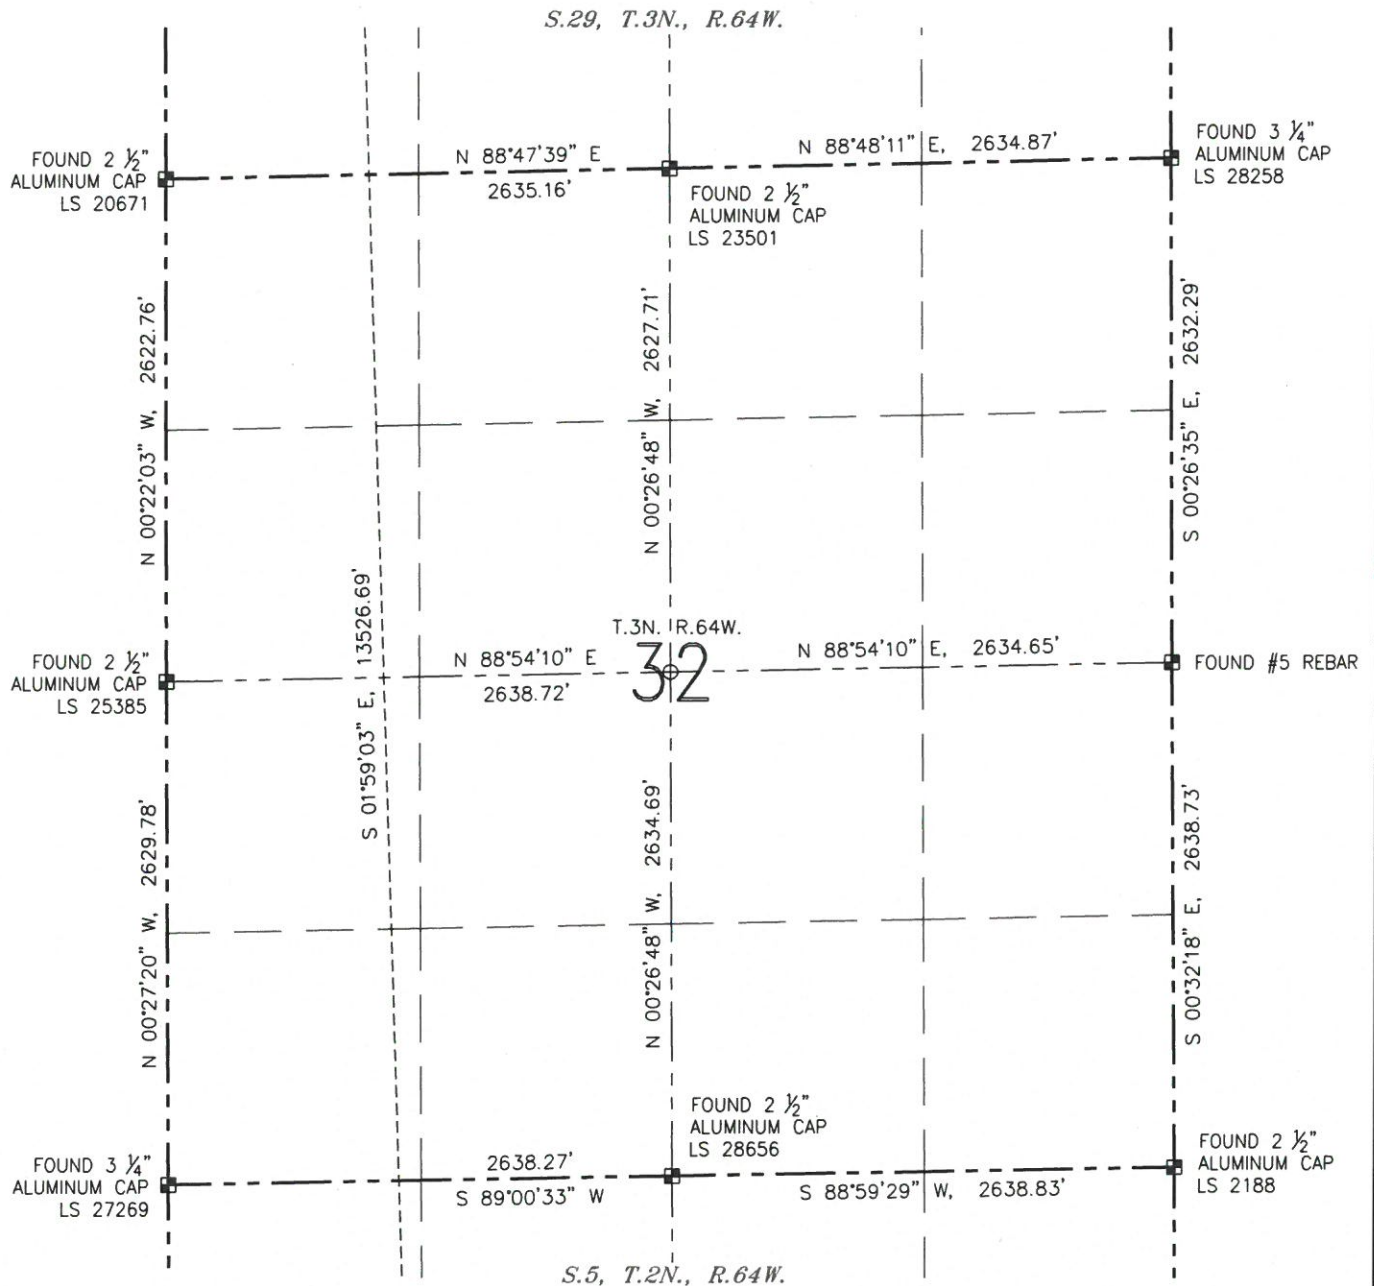 S.29, T.3N., R.64W.
FOUND 2 ½"
ALUMINUM CAP
LS 20671
N 88°47'39" E
2635.16'
FOUND 2 ½"
ALUMINUM CAP
LS 23501
N 88°48'11" E, 2634.87'
FOUND 3 ¼"
ALUMINUM CAP
LS 28258
N 00°22'03" W, 2622.76'
N 00°26'48" W, 2627.71'
S 00°26'35" E, 2632.29'
S 01°59'03" E, 13526.69'
FOUND 2 ½"
ALUMINUM CAP
LS 25385
N 88°54'10" E
2638.72'
T.3N. R.64W.
32
N 88°54'10" E, 2634.65'
FOUND #5 REBAR
N 00°27'20" W, 2629.78'
N 00°26'48" W, 2634.69'
S 00°32'18" E, 2638.73'
FOUND 3 ¼"
ALUMINUM CAP
LS 27269
2638.27'
S 89°00'33" W
FOUND 2 ½"
ALUMINUM CAP
LS 28656
S 88°59'29" W, 2638.83'
FOUND 2 ½"
ALUMINUM CAP
LS 2188
S.5, T.2N., R.64W.